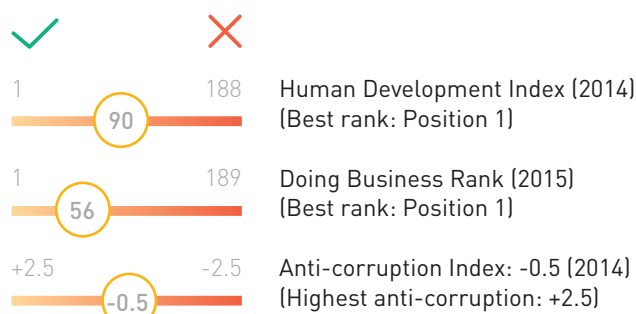 1 188 Human Development Index (2014)
90 (Best rank: Position 1)
1 189 Doing Business Rank (2015)
56 (Best rank: Position 1)
+2.5 -2.5 Anti-corruption Index: -0.5 (2014)
-0.5 (Highest anti-corruption: +2.5)